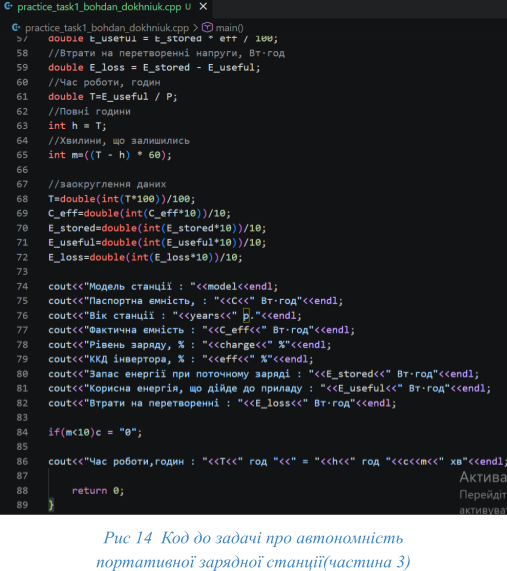 practice_task1_bohdan_dokhniuk.cpp U ×
practice_task1_bohdan_dokhniuk.cpp > main()
57 double E_useful = E_stored * eff / 100;
58 //Втрати на перетворенні напруги, Вт·год
59 double E_loss = E_stored - E_useful;
60 //Час роботи, годин
61 double T=E_useful / P;
62 //Повні години
63 int h = T;
64 //Хвилини, що залишились
65 int m=((T - h) * 60);
66
67 //заокруглення даних
68 T=double(int(T*100))/100;
69 C_eff=double(int(C_eff*10))/10;
70 E_stored=double(int(E_stored*10))/10;
71 E_useful=double(int(E_useful*10))/10;
72 E_loss=double(int(E_loss*10))/10;
73
74 cout<<"Модель станції : "<<model<<endl;
75 cout<<"Паспортна ємність, : "<<C<<" Вт·год"<<endl;
76 cout<<"Вік станції : "<<years<<" р."<<endl;
77 cout<<"Фактична ємність : "<<C_eff<<" Вт·год"<<endl;
78 cout<<"Рівень заряду, % : "<<charge<<" %"<<endl;
79 cout<<"ККД інвертора, % : "<<eff<<" %"<<endl;
80 cout<<"Запас енергії при поточному заряді : "<<E_stored<<" Вт·год"<<endl;
81 cout<<"Корисна енергія, що дійде до приладу : "<<E_useful<<" Вт·год"<<endl;
82 cout<<"Втрати на перетворенні : "<<E_loss<<" Вт·год"<<endl;
83
84 if(m<10)c = "0";
85
86 cout<<"Час роботи,годин : "<<T<<" год "<<" = "<<h<<" год "<<c<<m<<" хв"<<endl;
87
88 return 0;
89 }
Актива
Перейдіт
активува
Рис 14 Код до задачі про автономність
портативної зарядної станції(частина 3)